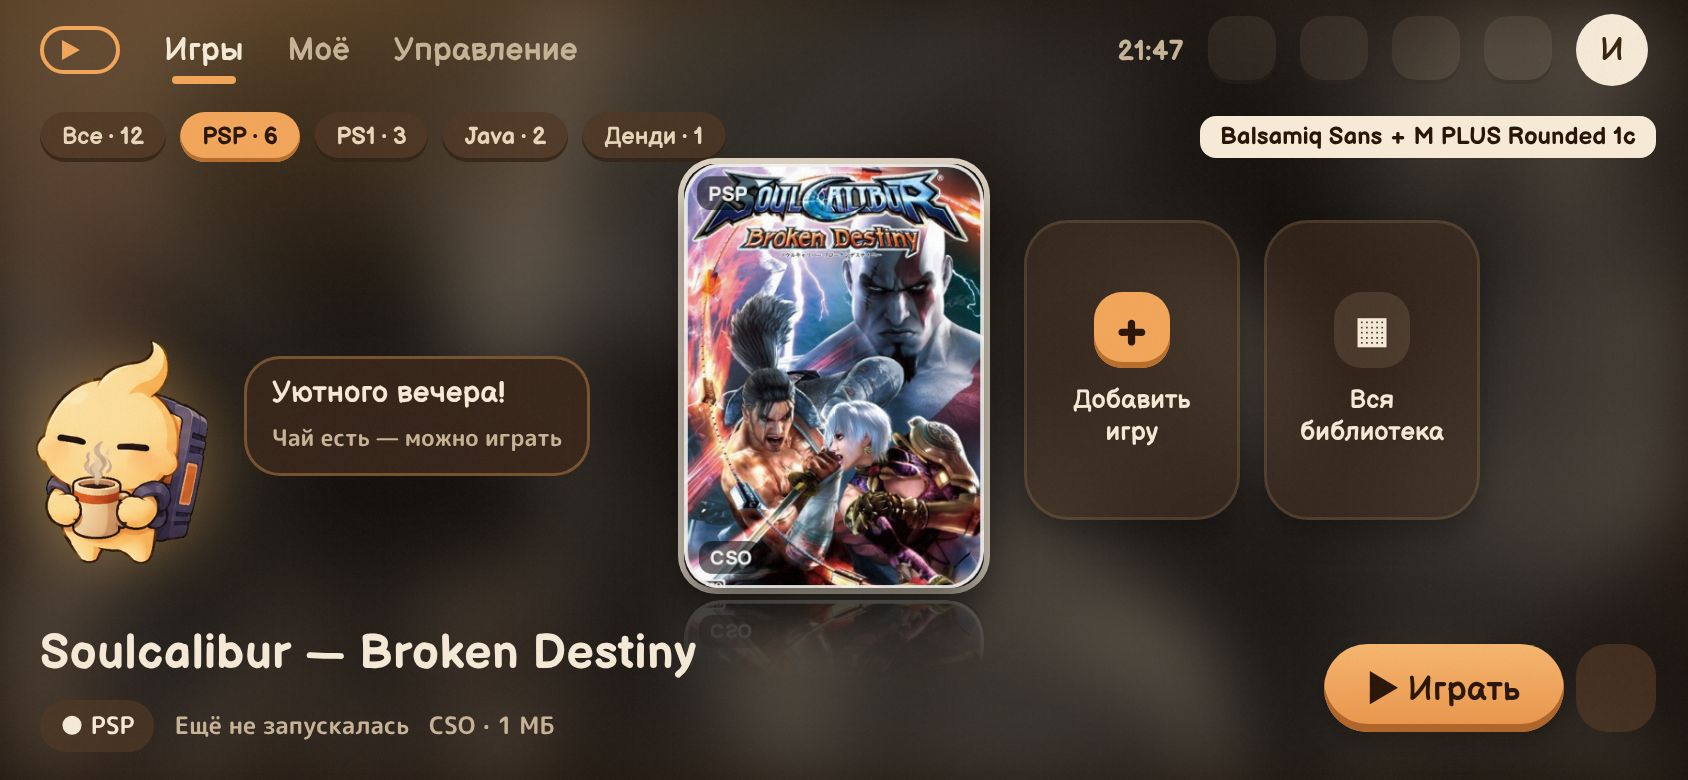 Игры Моё Управление 21:47 И
Все · 12 PSP · 6 PS1 · 3 Java · 2 Денди · 1
Balsamiq Sans + M PLUS Rounded 1c
PSP
SOULCALIBUR
Broken Destiny
Уютного вечера!
Чай есть — можно играть
Добавить
игру
Вся
библиотека
CSO
CSO
Soulcalibur — Broken Destiny
Играть
PSP Ещё не запускалась CSO · 1 МБ